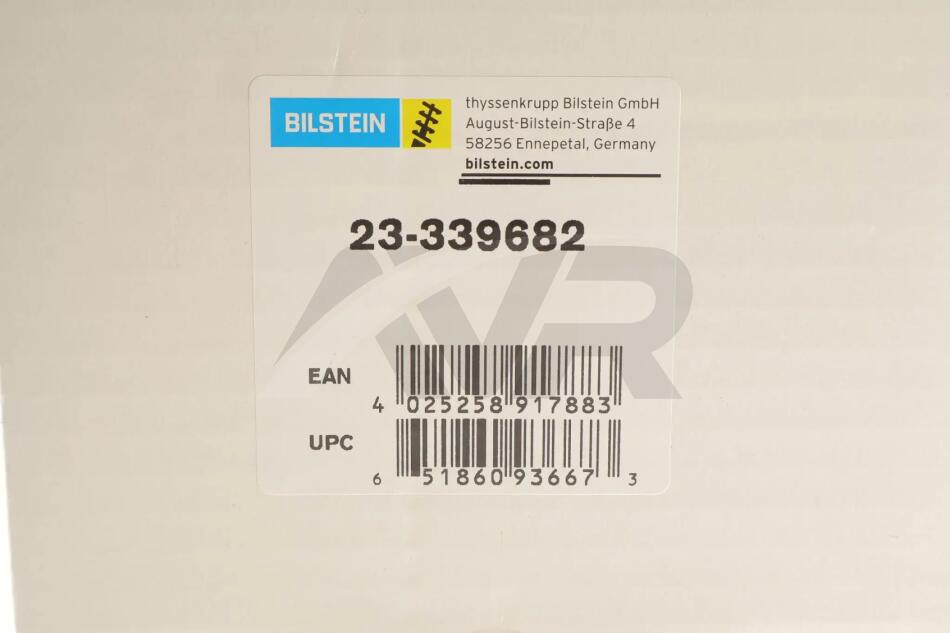 BILSTEIN
thyssenkrupp Bilstein GmbH
August-Bilstein-Straße 4
58256 Ennepetal, Germany
bilstein.com
23-339682
AVR
EAN
4 025258 917883
UPC
6 51860 93667 3